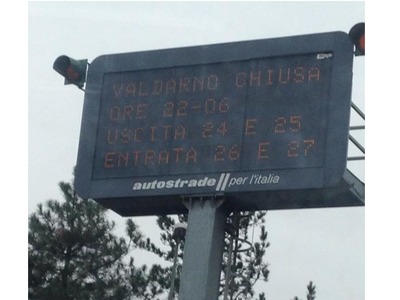 VALDARNO CHIUSA
ORE 22-06
USCITA 24 E 25
ENTRATA 26 E 27
autostrade//per l'italia